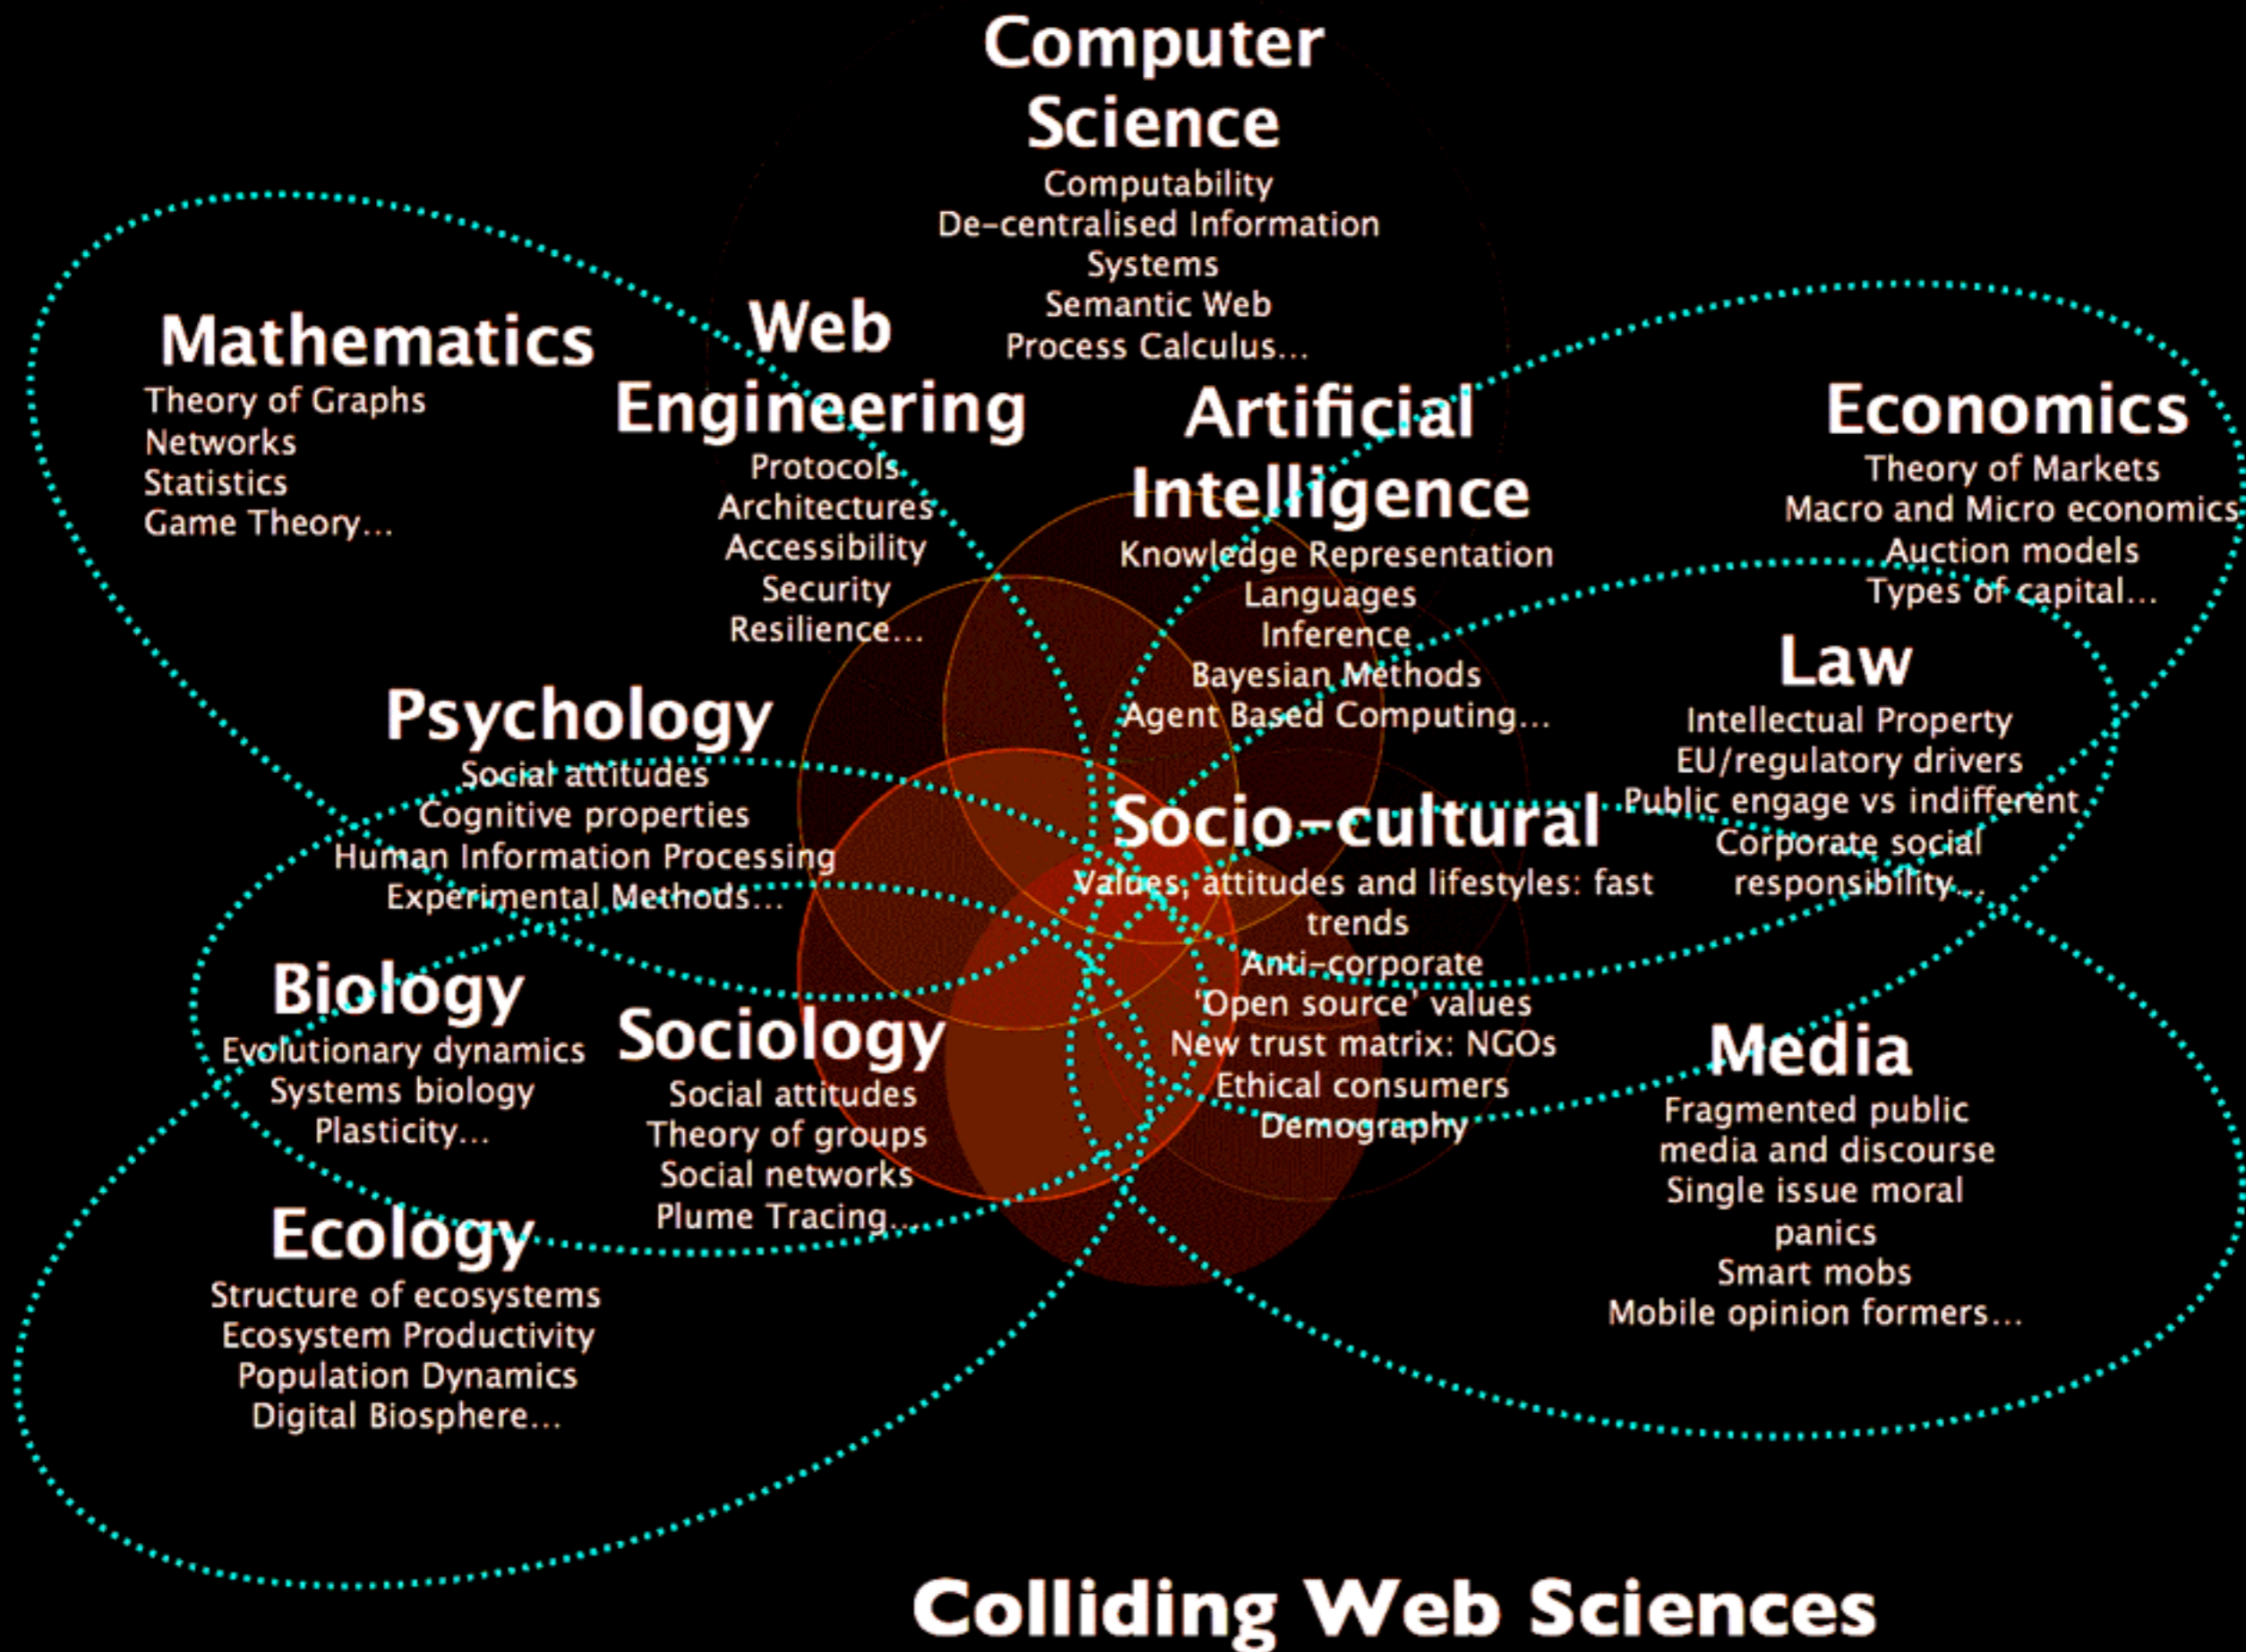 Computer
Science
Computability
De-centralised Information
Systems
Semantic Web
Process Calculus...
Mathematics
Theory of Graphs
Networks
Statistics
Game Theory...
Web
Engineering
Protocols
Architectures
Accessibility
Security
Resilience...
Artificial
Intelligence
Knowledge Representation
Languages
Inference
Bayesian Methods
Agent Based Computing...
Economics
Theory of Markets
Macro and Micro economics
Auction models
Types of capital...
Law
Intellectual Property
EU/regulatory drivers
Public engage vs indifferent
Corporate social
responsibility...
Psychology
Social attitudes
Cognitive properties
Human Information Processing
Experimental Methods...
Socio-cultural
Values, attitudes and lifestyles: fast
trends
Anti-corporate
‘Open source’ values
New trust matrix: NGOs
Ethical consumers
Demography
Biology
Evolutionary dynamics
Systems biology
Plasticity...
Sociology
Social attitudes
Theory of groups
Social networks
Plume Tracing...
Media
Fragmented public
media and discourse
Single issue moral
panics
Smart mobs
Mobile opinion formers...
Ecology
Structure of ecosystems
Ecosystem Productivity
Population Dynamics
Digital Biosphere...
Colliding Web Sciences